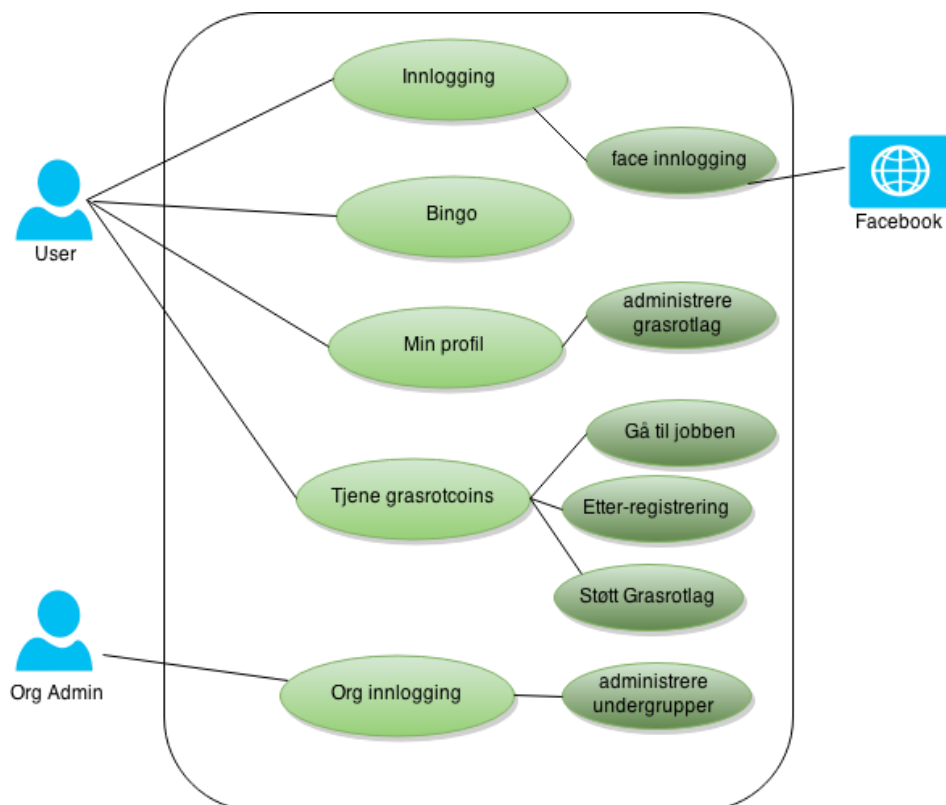 Innlogging
face innlogging
Facebook
User
Bingo
administrere
grasrotlag
Min profil
Gå til jobben
Tjene grasrotcoins
Etter-registrering
Støtt Grasrotlag
Org Admin
Org innlogging
administrere
undergrupper